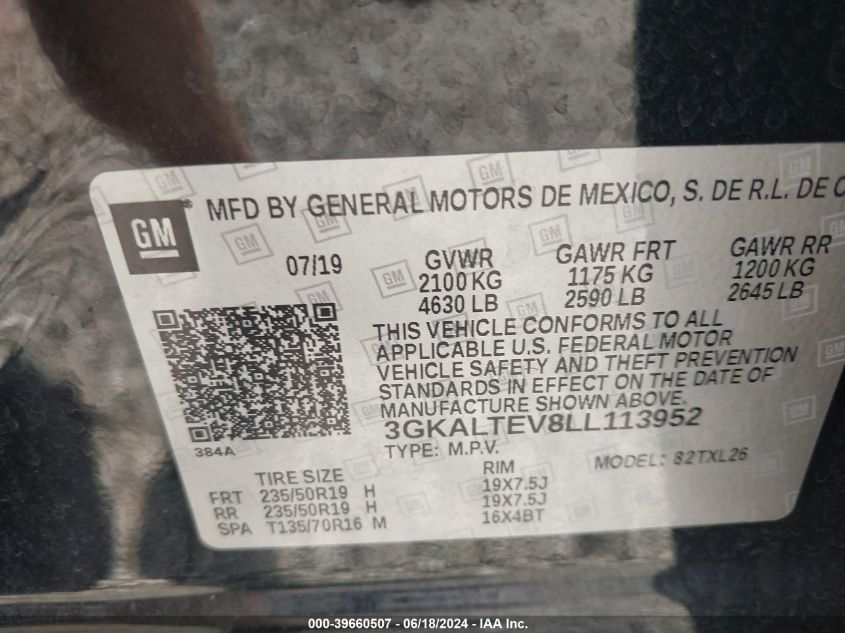 GM ® MFD BY GENERAL MOTORS DE MEXICO, S. DE R.L. DE C
07/19 GVWR GAWR FRT GAWR RR
2100 KG 1175 KG 1200 KG
4630 LB 2590 LB 2645 LB
THIS VEHICLE CONFORMS TO ALL
APPLICABLE U.S. FEDERAL MOTOR
VEHICLE SAFETY AND THEFT PREVENTION
STANDARDS IN EFFECT ON THE DATE OF
MANUFACTURE SHOWN ABOVE.
3GKALTEV8LL113952
384A TYPE: M.P.V. MODEL: 82TXL26
TIRE SIZE RIM
FRT 235/50R19 H 19X7.5J
RR 235/50R19 H 19X7.5J
SPA T135/70R16 M 16X4BT
000-39660507 - 06/18/2024 - IAA Inc.